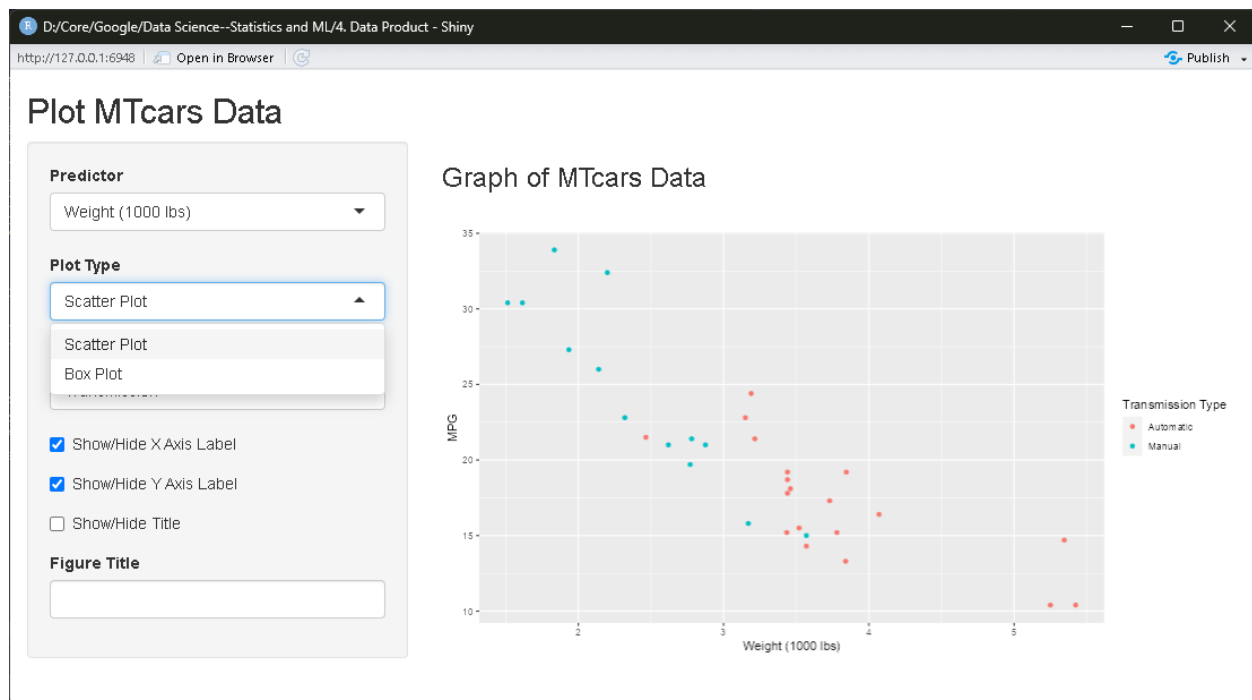 D:/Core/Google/Data Science--Statistics and ML/4. Data Product - Shiny
http://127.0.0.1:6948
Open in Browser
Publish
Plot MTcars Data
Predictor
Weight (1000 lbs)
Plot Type
Scatter Plot
Scatter Plot
Box Plot
Transmission
Show/Hide X Axis Label
Show/Hide Y Axis Label
Show/Hide Title
Figure Title
Graph of MTcars Data
35
30
25
20
15
10
MPG
2
3
4
5
Weight (1000 lbs)
Transmission Type
Automatic
Manual